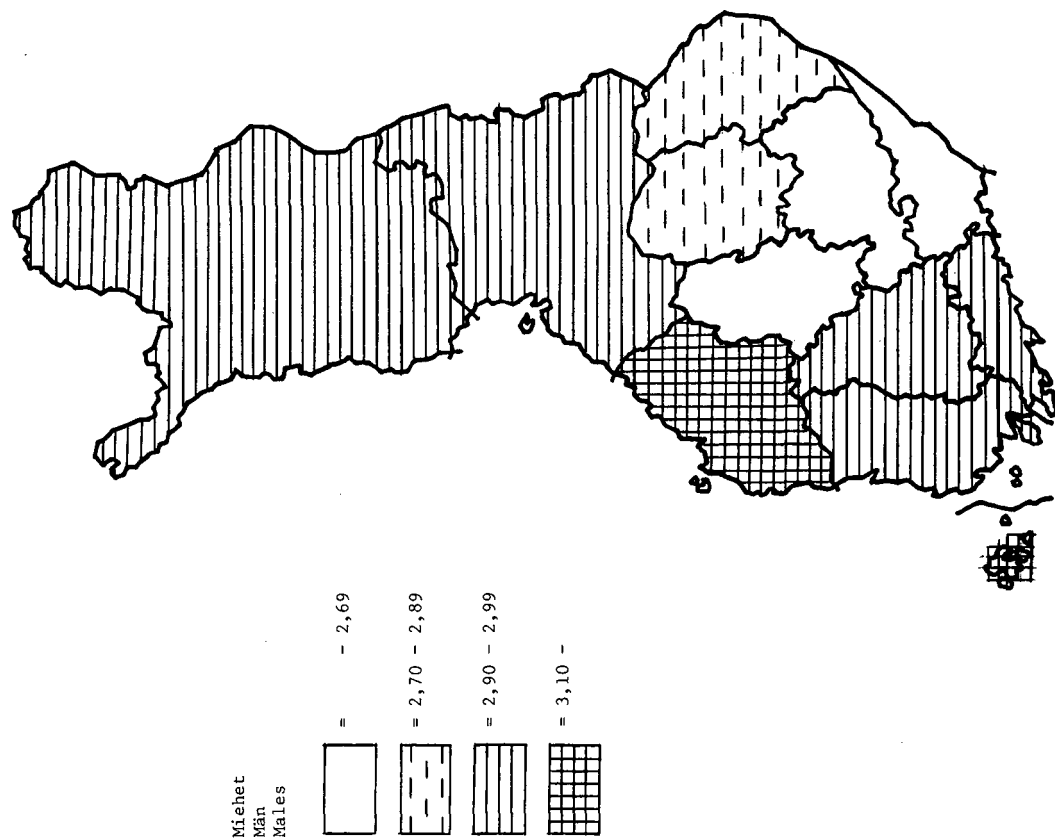 Miehet
Män
Males
= - 2,69
= 2,70 - 2,89
= 2,90 - 2,99
= 3,10 -